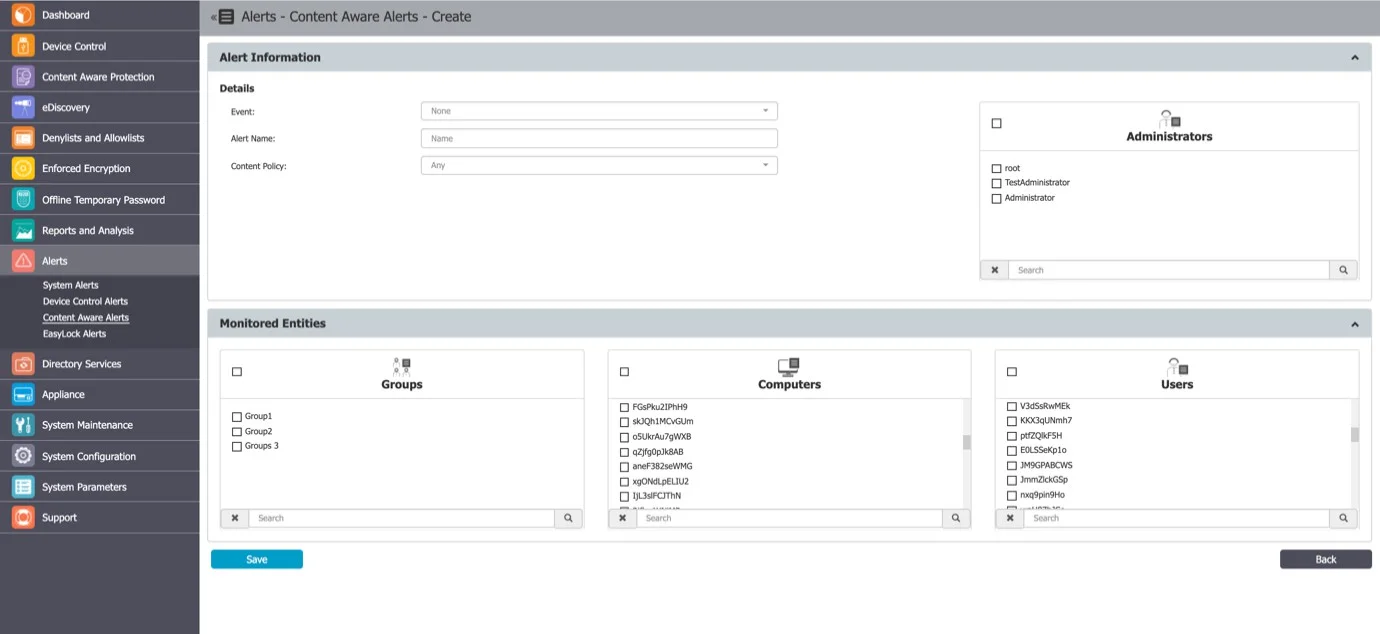 Dashboard
Device Control
Content Aware Protection
eDiscovery
Denylists and Allowlists
Enforced Encryption
Offline Temporary Password
Reports and Analysis
Alerts
System Alerts
Device Control Alerts
Content Aware Alerts
EasyLock Alerts
Directory Services
Appliance
System Maintenance
System Configuration
System Parameters
Support
Alerts - Content Aware Alerts - Create
Alert Information
Details
Event: None
Alert Name: Name
Content Policy: Any
Administrators
root
TestAdministrator
Administrator
Search
Monitored Entities
Groups
Group1
Group2
Groups 3
Search
Computers
FGsPku2IPhH9
skJQh1MCvGUm
o5UkrAu7gWXB
qZjfg0pJk8AB
aneF382seWMG
xgONdLpELIU2
Search
Users
V3dSsRwMEk
KKX3qUNmh7
ptfZQlkF5H
E0LSSeKp1o
JM9GPABCWS
JmmZlckGSp
nxq9pin9Ho
Search
Save
Back